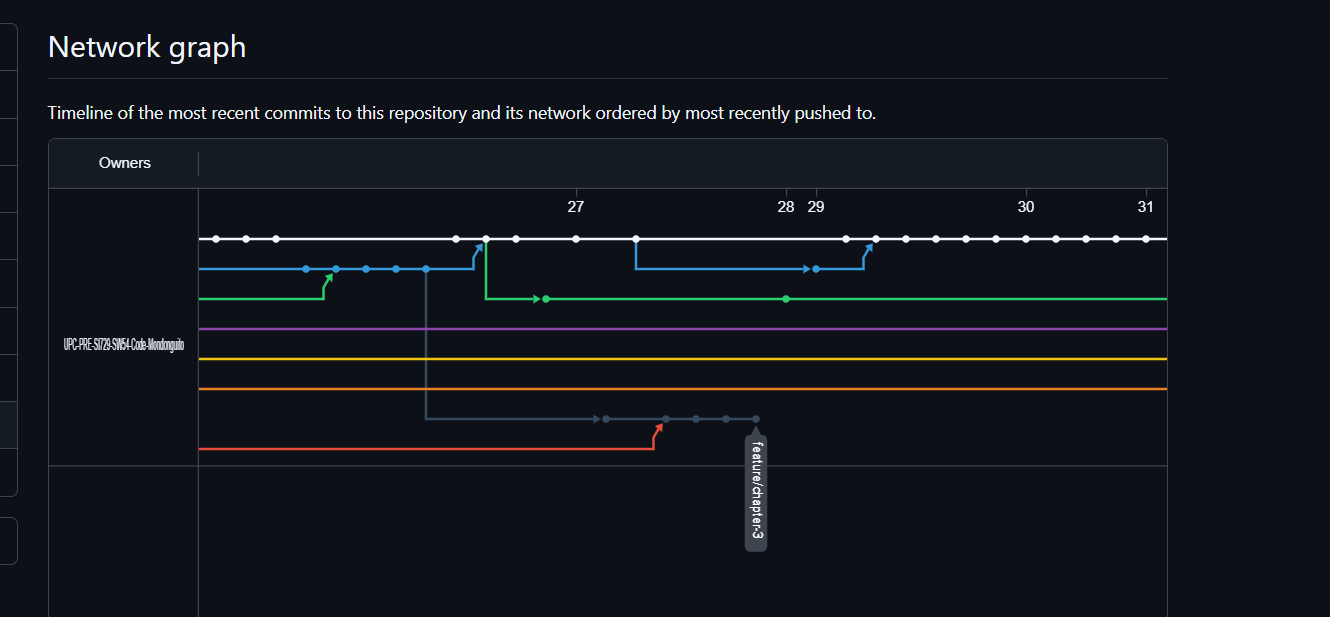 Network graph
Timeline of the most recent commits to this repository and its network ordered by most recently pushed to.
Owners
27 28 29 30 31
UPC-PRE-SI729-SW54-Code-Mondonguito
feature/chapter-3